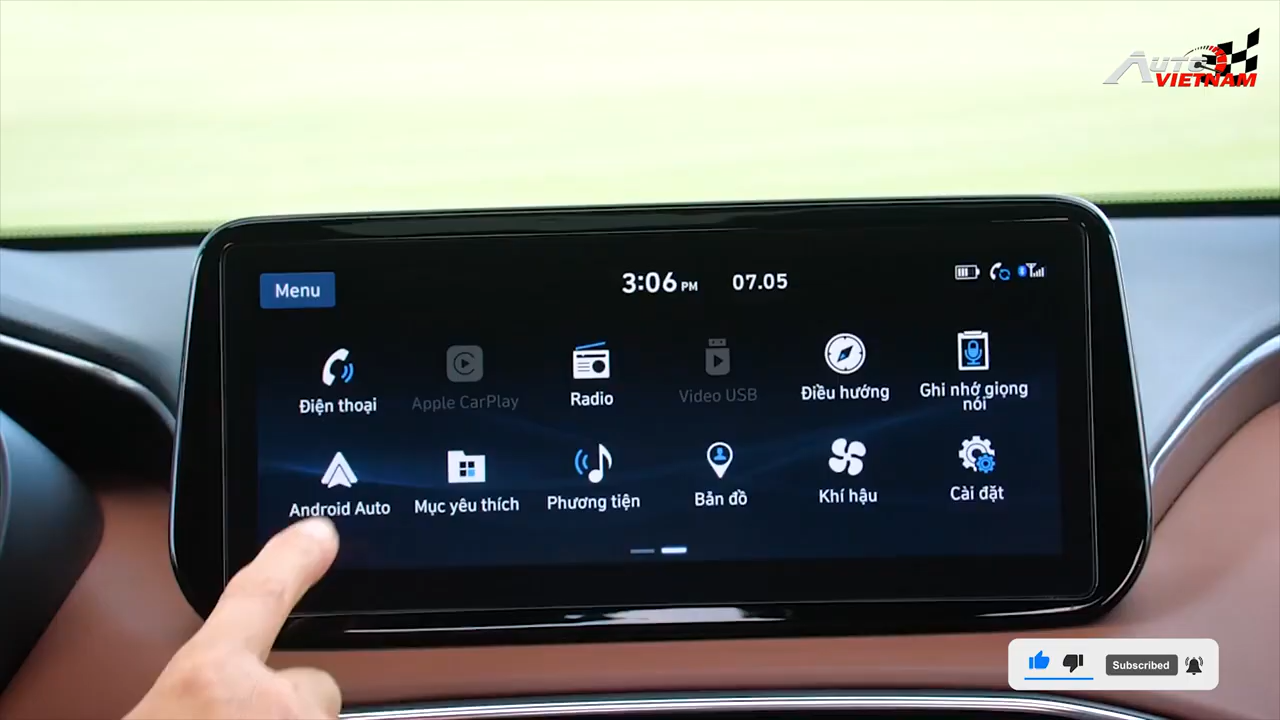 AUTO
VIETNAM
Menu
3:06 PM
07.05
Điện thoại
Apple CarPlay
Radio
Video USB
Điều hướng
Ghi nhớ giọng
nói
Android Auto
Mục yêu thích
Phương tiện
Bản đồ
Khí hậu
Cài đặt
Subscribed